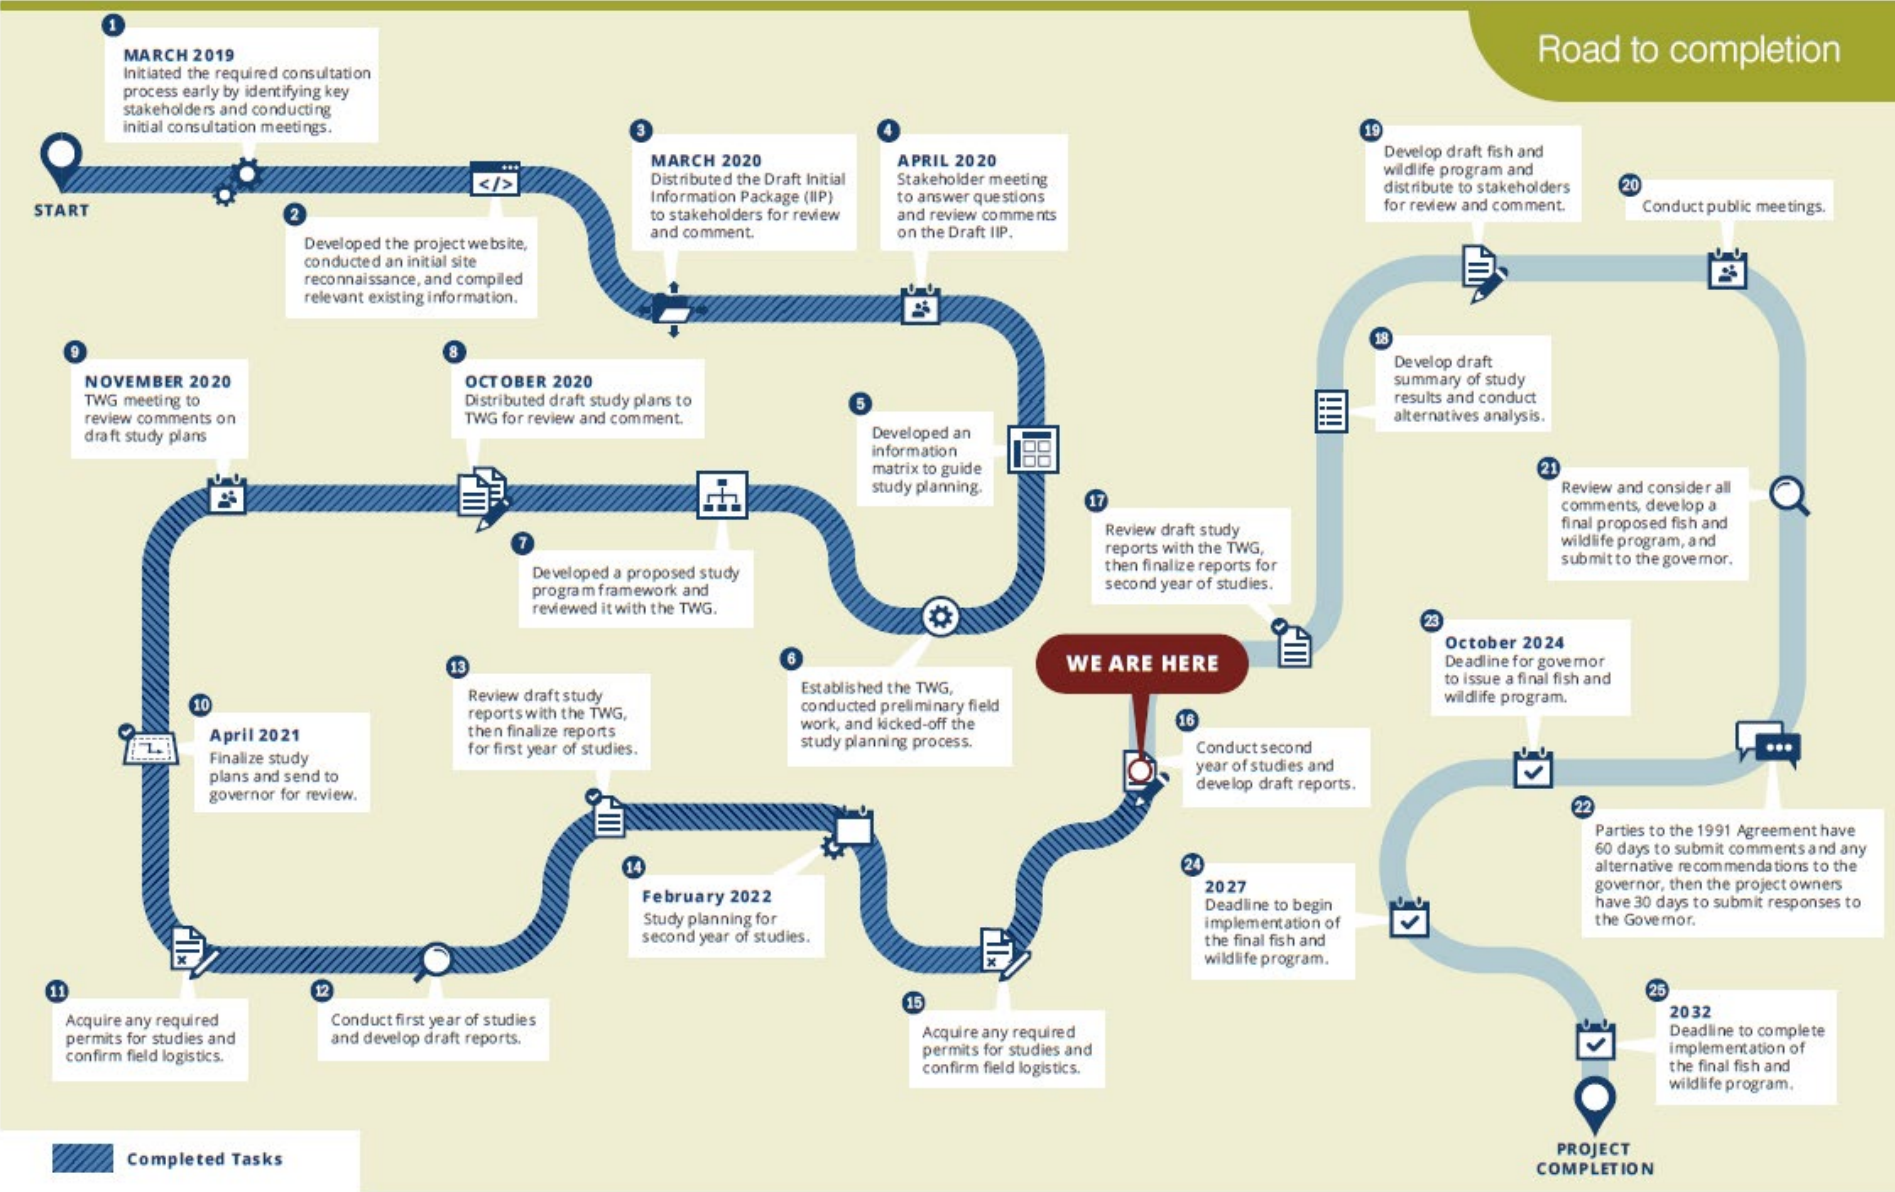 Road to completion
1
MARCH 2019
Initiated the required consultation
process early by identifying key
stakeholders and conducting
initial consultation meetings.
START
</>
2
Developed the project website,
conducted an initial site
reconnaissance, and compiled
relevant existing information.
3
MARCH 2020
Distributed the Draft Initial
Information Package (IIP)
to stakeholders for review
and comment.
4
APRIL 2020
Stakeholder meeting
to answer questions
and review comments
on the Draft IIP.
5
Developed an
information
matrix to guide
study planning.
6
Established the TWG,
conducted preliminary field
work, and kicked-off the
study planning process.
7
Developed a proposed study
program framework and
reviewed it with the TWG.
8
OCTOBER 2020
Distributed draft study plans to
TWG for review and comment.
9
NOVEMBER 2020
TWG meeting to
review comments on
draft study plans
10
April 2021
Finalize study
plans and send to
governor for review.
11
Acquire any required
permits for studies and
confirm field logistics.
12
Conduct first year of studies
and develop draft reports.
13
Review draft study
reports with the TWG,
then finalize reports
for first year of studies.
14
February 2022
Study planning for
second year of studies.
15
Acquire any required
permits for studies and
confirm field logistics.
WE ARE HERE
16
Conduct second
year of studies and
develop draft reports.
17
Review draft study
reports with the TWG,
then finalize reports for
second year of studies.
18
Develop draft
summary of study
results and conduct
alternatives analysis.
19
Develop draft fish and
wildlife program and
distribute to stakeholders
for review and comment.
20
Conduct public meetings.
21
Review and consider all
comments, develop a
final proposed fish and
wildlife program, and
submit to the governor.
22
Parties to the 1991 Agreement have
60 days to submit comments and any
alternative recommendations to the
governor, then the project owners
have 30 days to submit responses to
the Governor.
23
October 2024
Deadline for governor
to issue a final fish and
wildlife program.
24
2027
Deadline to begin
implementation of
the final fish and
wildlife program.
25
2032
Deadline to complete
implementation of
the final fish and
wildlife program.
PROJECT
COMPLETION
Completed Tasks